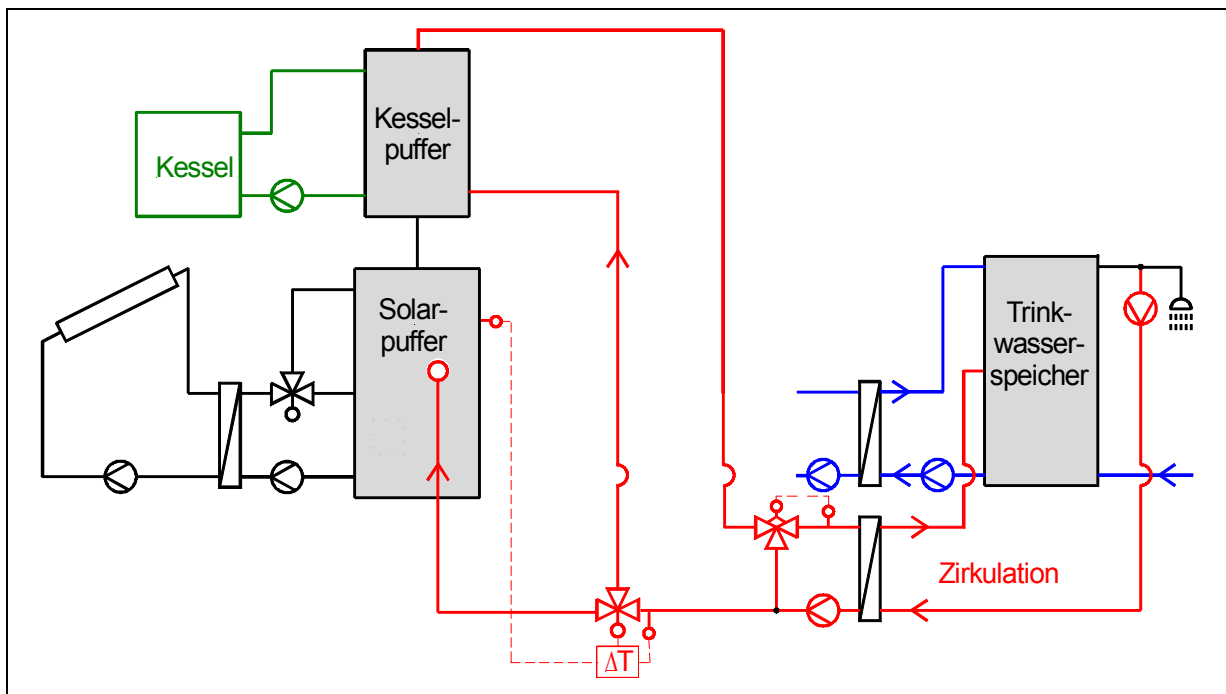 Kessel-
puffer
Kessel
Solar-
puffer
Trink-
wasser-
speicher
Zirkulation
ΔT